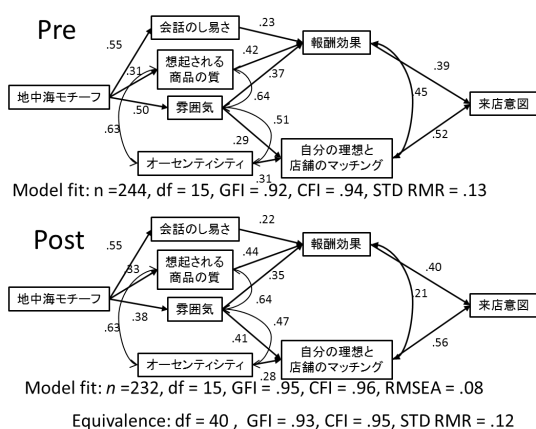 Pre
会話のし易さ
.23
報酬効果
.55
.42
想起される
商品の質
.31
.37
.39
地中海モチーフ
.64
.45
.50
雰囲気
来店意図
.51
.63
.29
.52
自分の理想と
店舗のマッチング
オーセンティシティ
.31
Model fit: n =244, df = 15, GFI = .92, CFI = .94, STD RMR = .13
Post
会話のし易さ
.22
報酬効果
.55
.44
想起される
商品の質
.33
.35
.40
地中海モチーフ
.64
.21
.38
雰囲気
来店意図
.47
.63
.41
.56
自分の理想と
店舗のマッチング
オーセンティシティ
.28
Model fit: n =232, df = 15, GFI = .95, CFI = .96, RMSEA = .08
Equivalence: df = 40 , GFI = .93, CFI = .95, STD RMR = .12